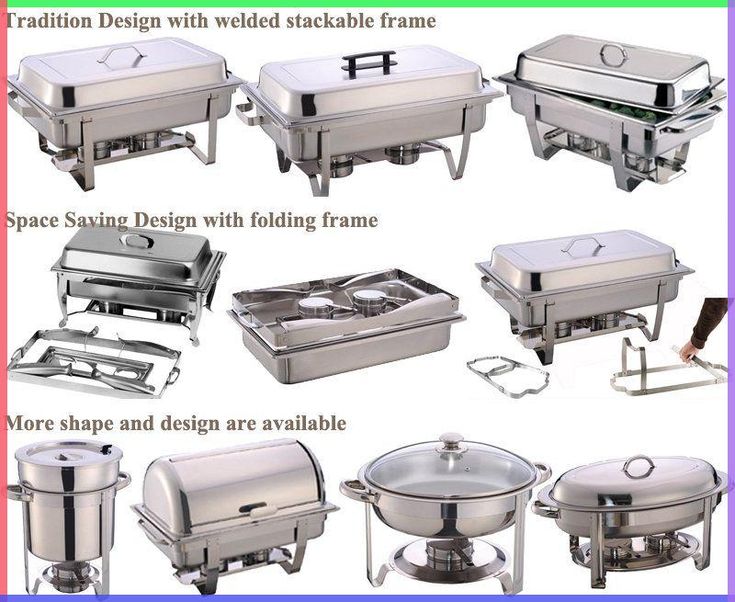 Tradition Design with welded stackable frame
Space Saving Design with folding frame
More shape and design are available